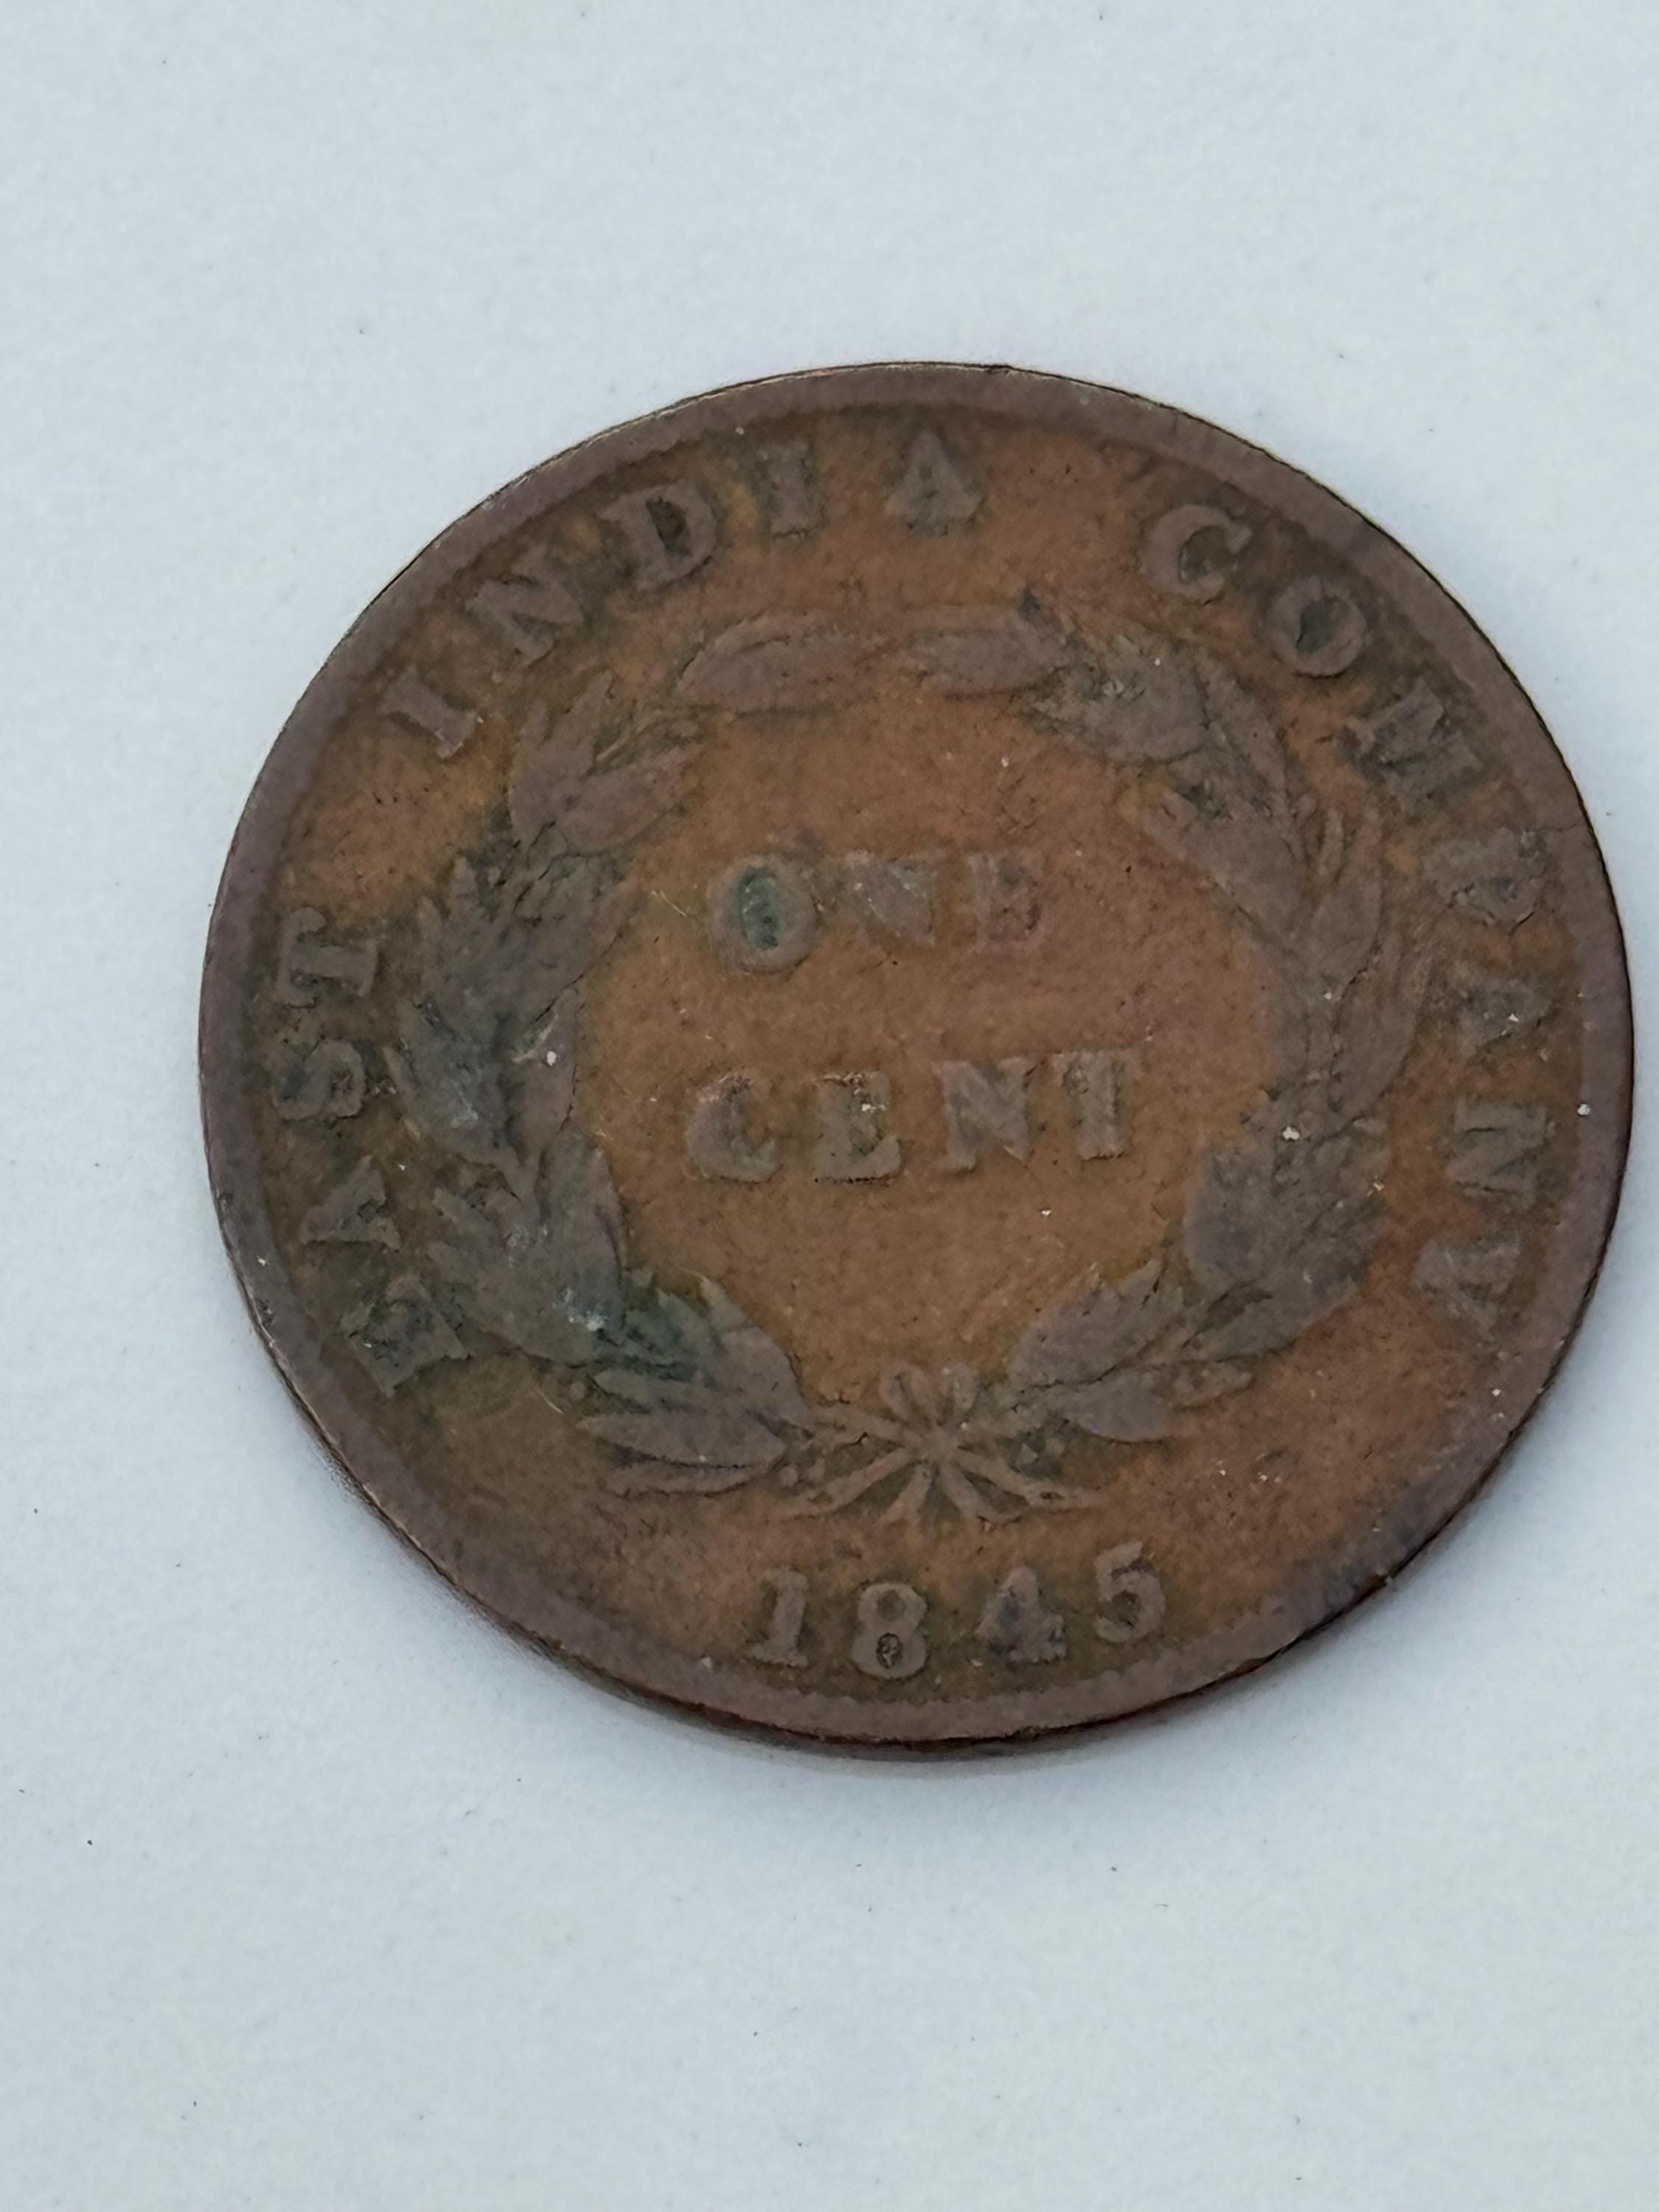 EAST INDIA COMPANY
ONE
CENT
1845